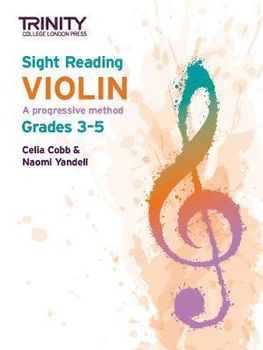 TRINITY
COLLEGE LONDON PRESS
Sight Reading
VIOLIN
A progressive method
Grades 3–5
Celia Cobb &
Naomi Yandell